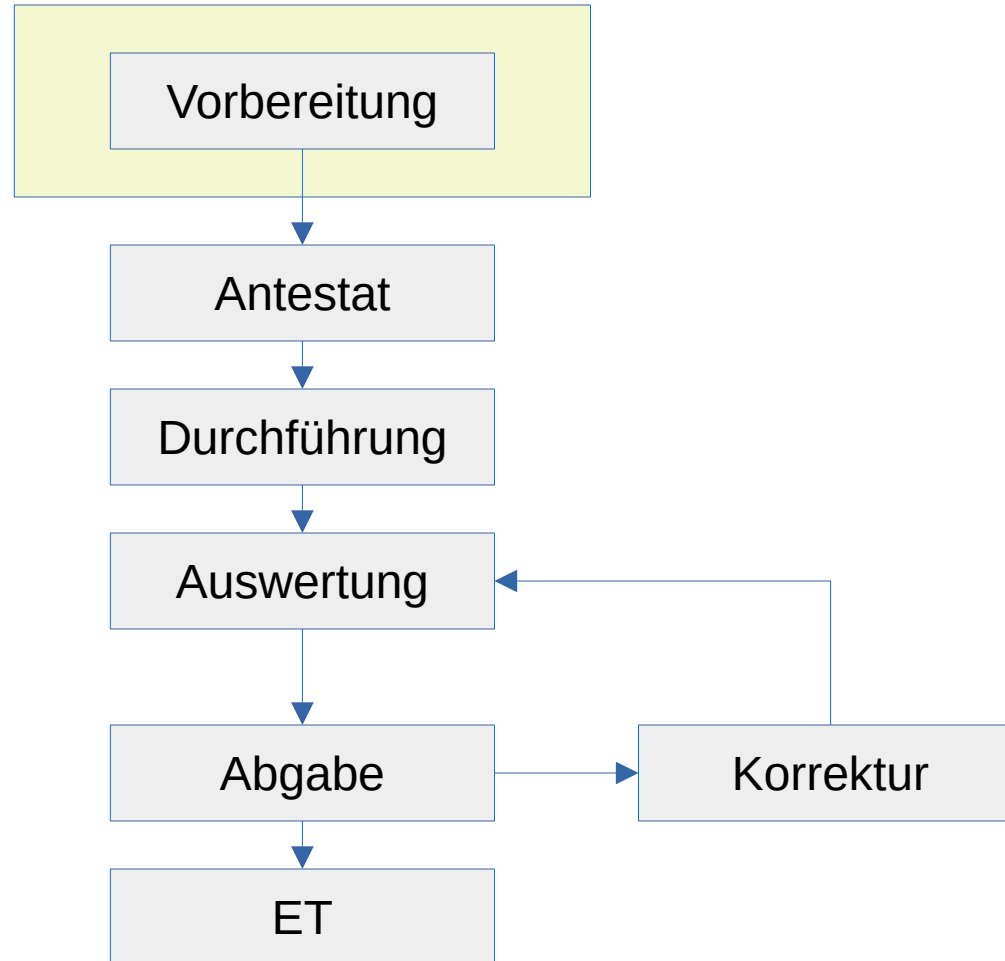 Vorbereitung
Antestat
Durchführung
Auswertung
Abgabe
Korrektur
ET